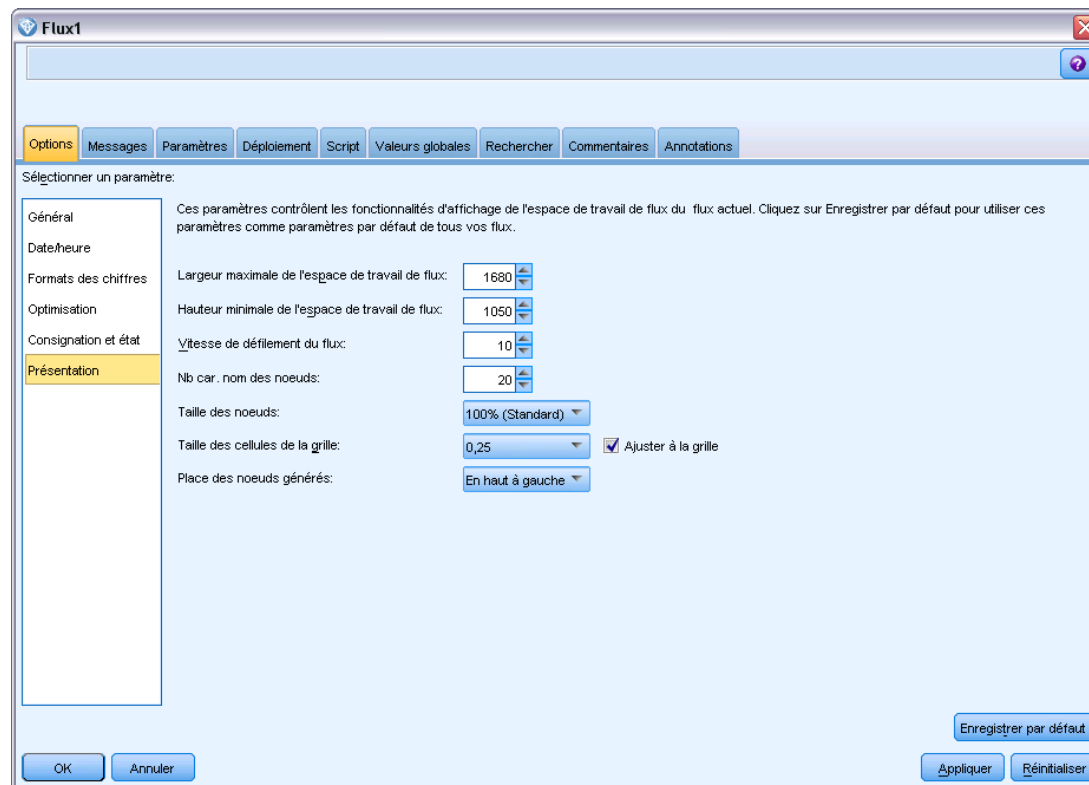 Flux1
Options Messages Paramètres Déploiement Script Valeurs globales Rechercher Commentaires Annotations
Sélectionner un paramètre:
Général
Date/heure
Formats des chiffres
Optimisation
Consignation et état
Présentation
Ces paramètres contrôlent les fonctionnalités d'affichage de l'espace de travail de flux du flux actuel. Cliquez sur Enregistrer par défaut pour utiliser ces
paramètres comme paramètres par défaut de tous vos flux.
Largeur maximale de l'espace de travail de flux: 1680
Hauteur minimale de l'espace de travail de flux: 1050
Vitesse de défilement du flux: 10
Nb car. nom des noeuds: 20
Taille des noeuds: 100% (Standard)
Taille des cellules de la grille: 0,25 Ajuster à la grille
Place des noeuds générés: En haut à gauche
Enregistrer par défaut
OK Annuler Appliquer Réinitialiser